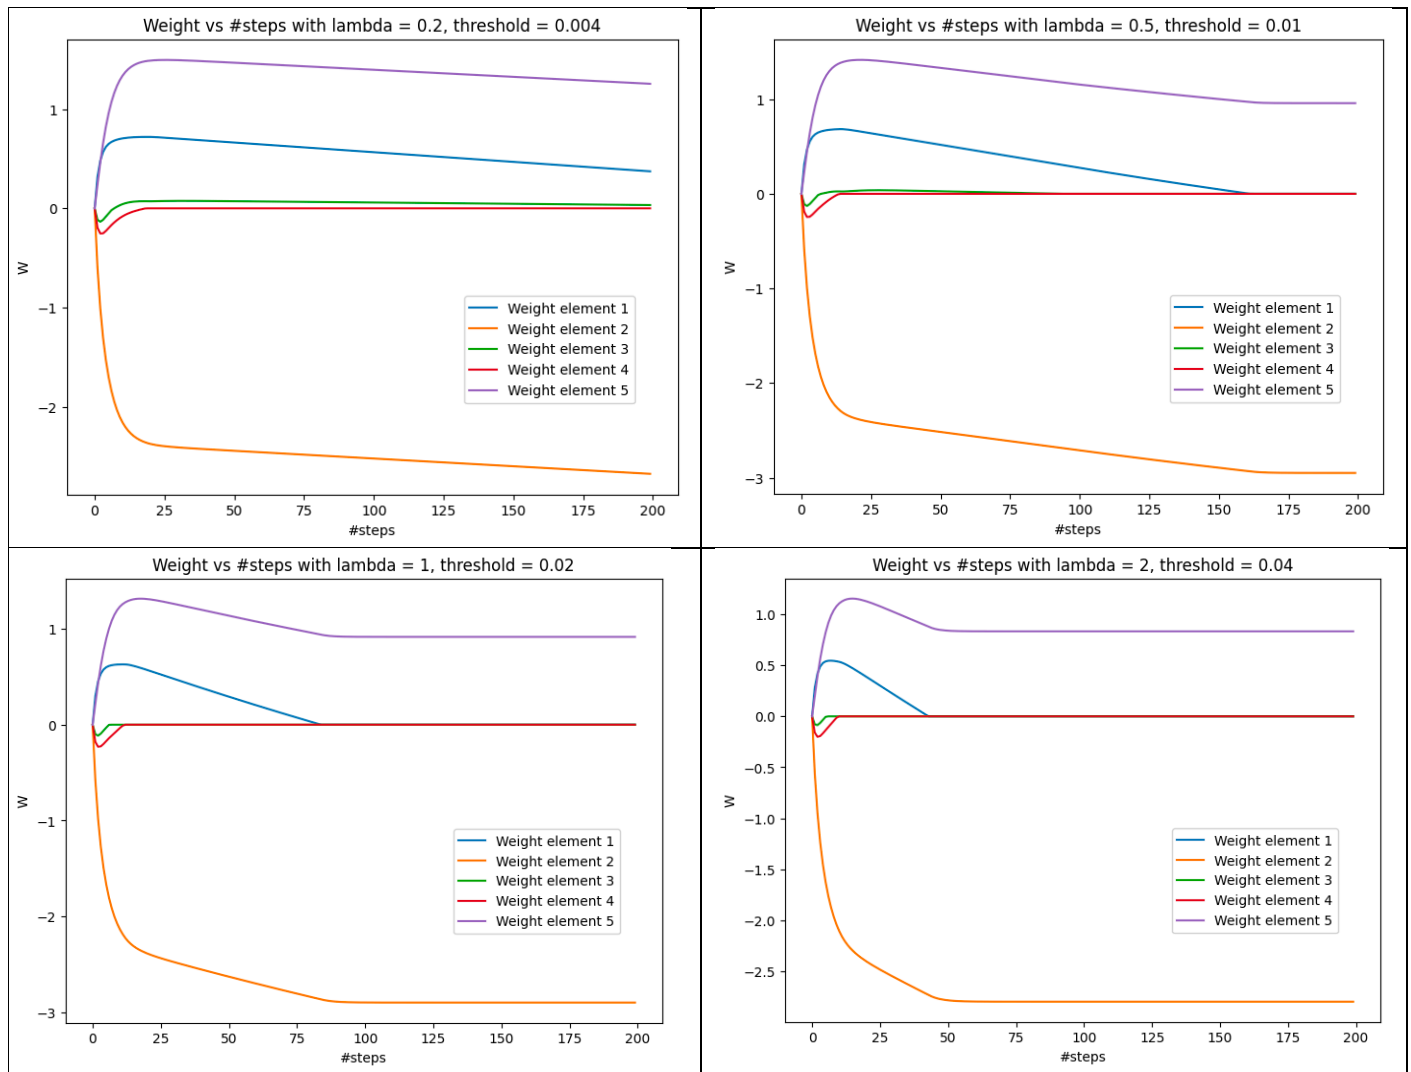 Weight vs #steps with lambda = 0.2, threshold = 0.004
1
0
−1
−2
W
Weight element 1
Weight element 2
Weight element 3
Weight element 4
Weight element 5
0 25 50 75 100 125 150 175 200
#steps
Weight vs #steps with lambda = 0.5, threshold = 0.01
1
0
−1
−2
−3
W
Weight element 1
Weight element 2
Weight element 3
Weight element 4
Weight element 5
0 25 50 75 100 125 150 175 200
#steps
Weight vs #steps with lambda = 1, threshold = 0.02
1
0
−1
−2
−3
W
Weight element 1
Weight element 2
Weight element 3
Weight element 4
Weight element 5
0 25 50 75 100 125 150 175 200
#steps
Weight vs #steps with lambda = 2, threshold = 0.04
1.0
0.5
0.0
−0.5
−1.0
−1.5
−2.0
−2.5
W
Weight element 1
Weight element 2
Weight element 3
Weight element 4
Weight element 5
0 25 50 75 100 125 150 175 200
#steps